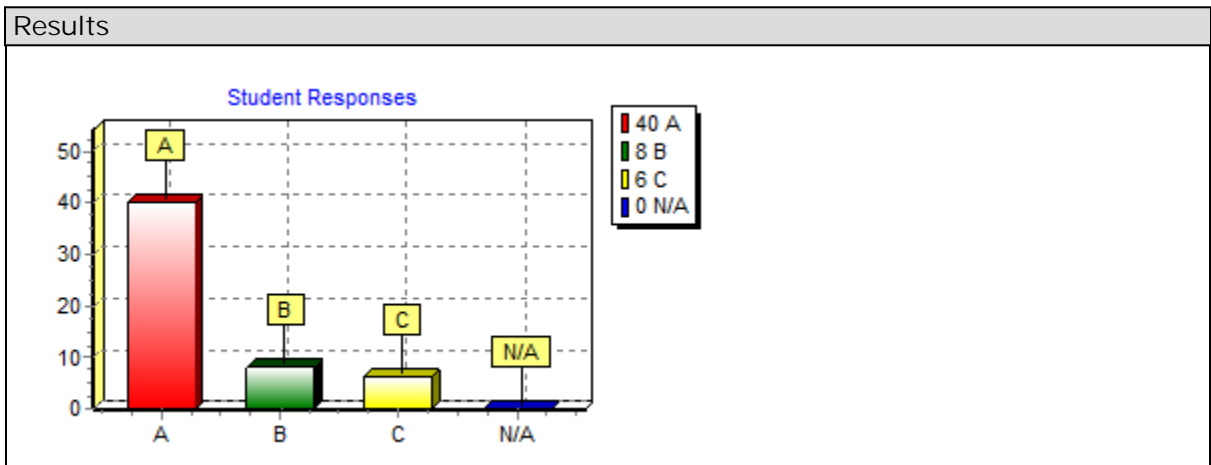 Results
Student Responses
50
40
30
20
10
0
A
B
C
N/A
A
B
C
N/A
40 A
8 B
6 C
0 N/A